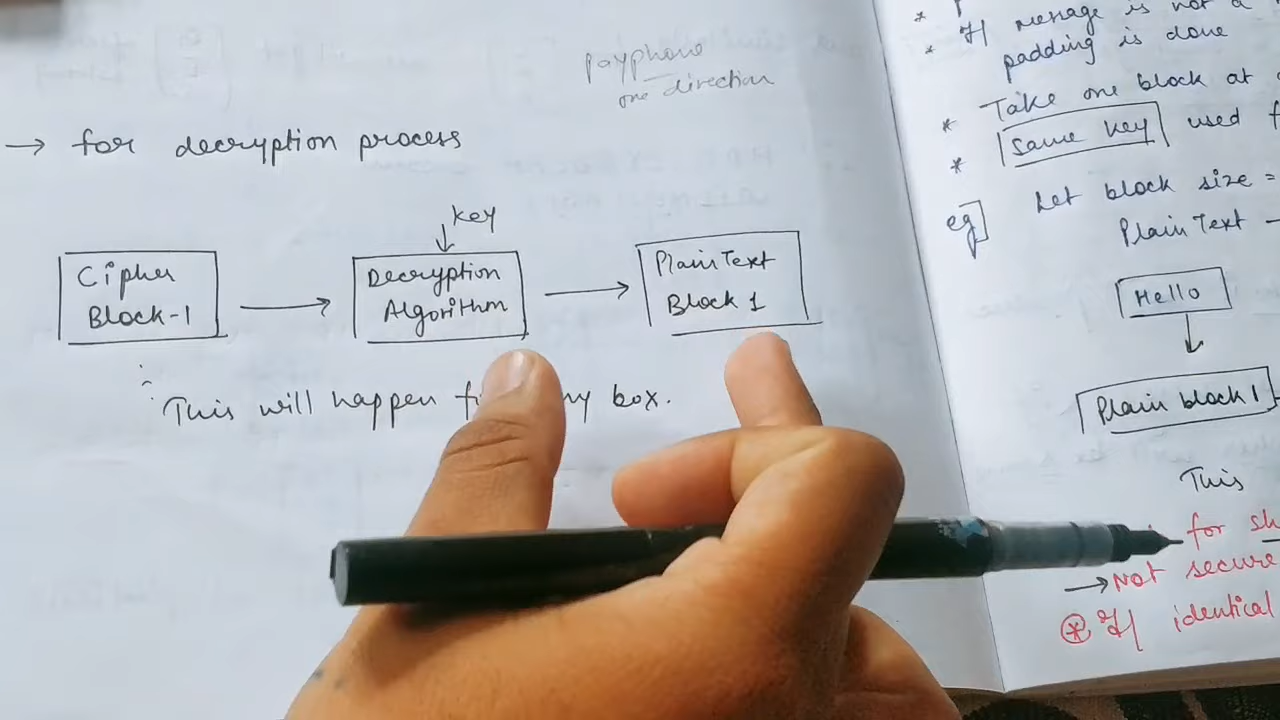 payphone
one direction
→ for decryption process
key
Cipher
Block-1
Decryption
Algorithm
Plain Text
Block 1
This will happen box.
* If message is not a
padding is done
* Take one block at
* Same key used
eg] Let block size =
Plain Text -
Hello
Plain block 1
This
for
→ Not secure
* If identical